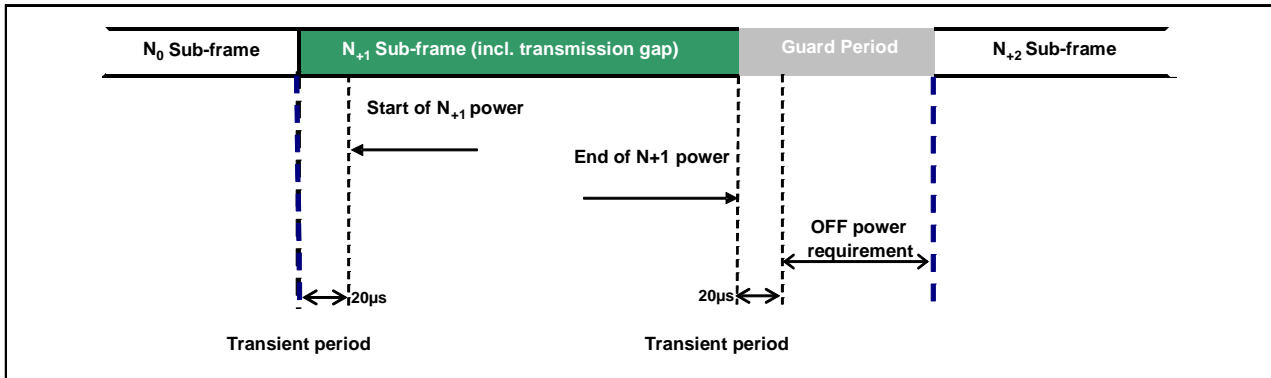 N0 Sub-frame
N+1 Sub-frame (incl. transmission gap)
Guard Period
N+2 Sub-frame
Start of N+1 power
End of N+1 power
OFF power
requirement
20µs
20µs
Transient period
Transient period